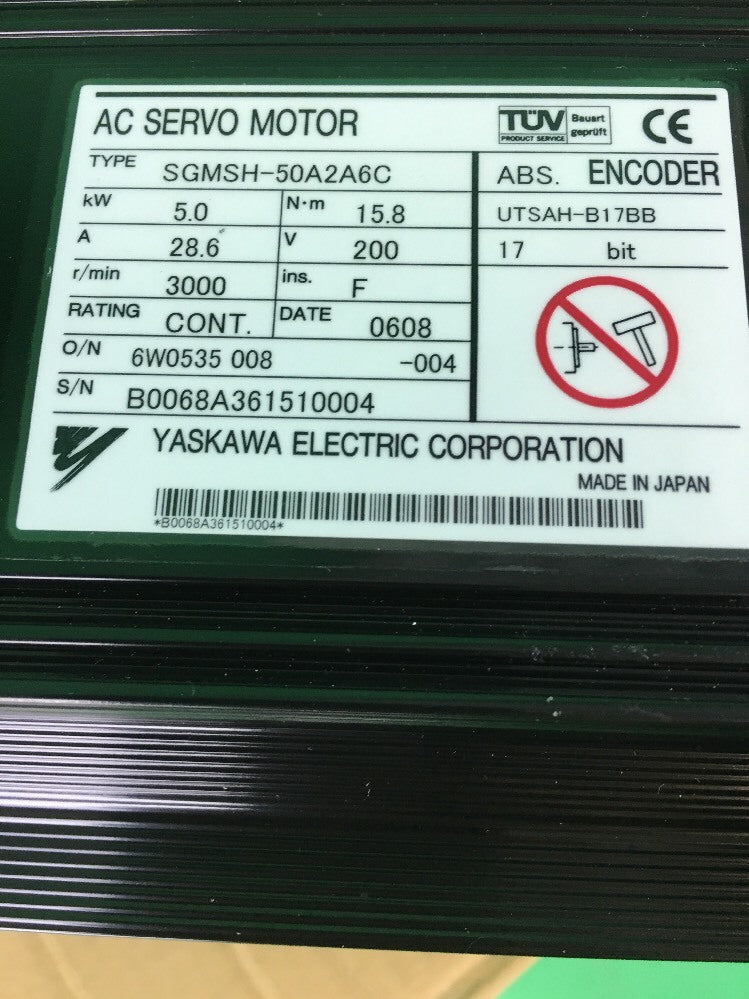 AC SERVO MOTOR
TÜV PRODUCT SERVICE Bauart geprüft CE
TYPE SGMSH-50A2A6C
ABS. ENCODER
kW 5.0 N·m 15.8
UTSAH-B17BB
A 28.6 V 200
17 bit
r/min 3000 ins. F
RATING CONT. DATE 0608
O/N 6W0535 008 -004
S/N B0068A361510004
YASKAWA ELECTRIC CORPORATION
MADE IN JAPAN
*B0068A361510004*